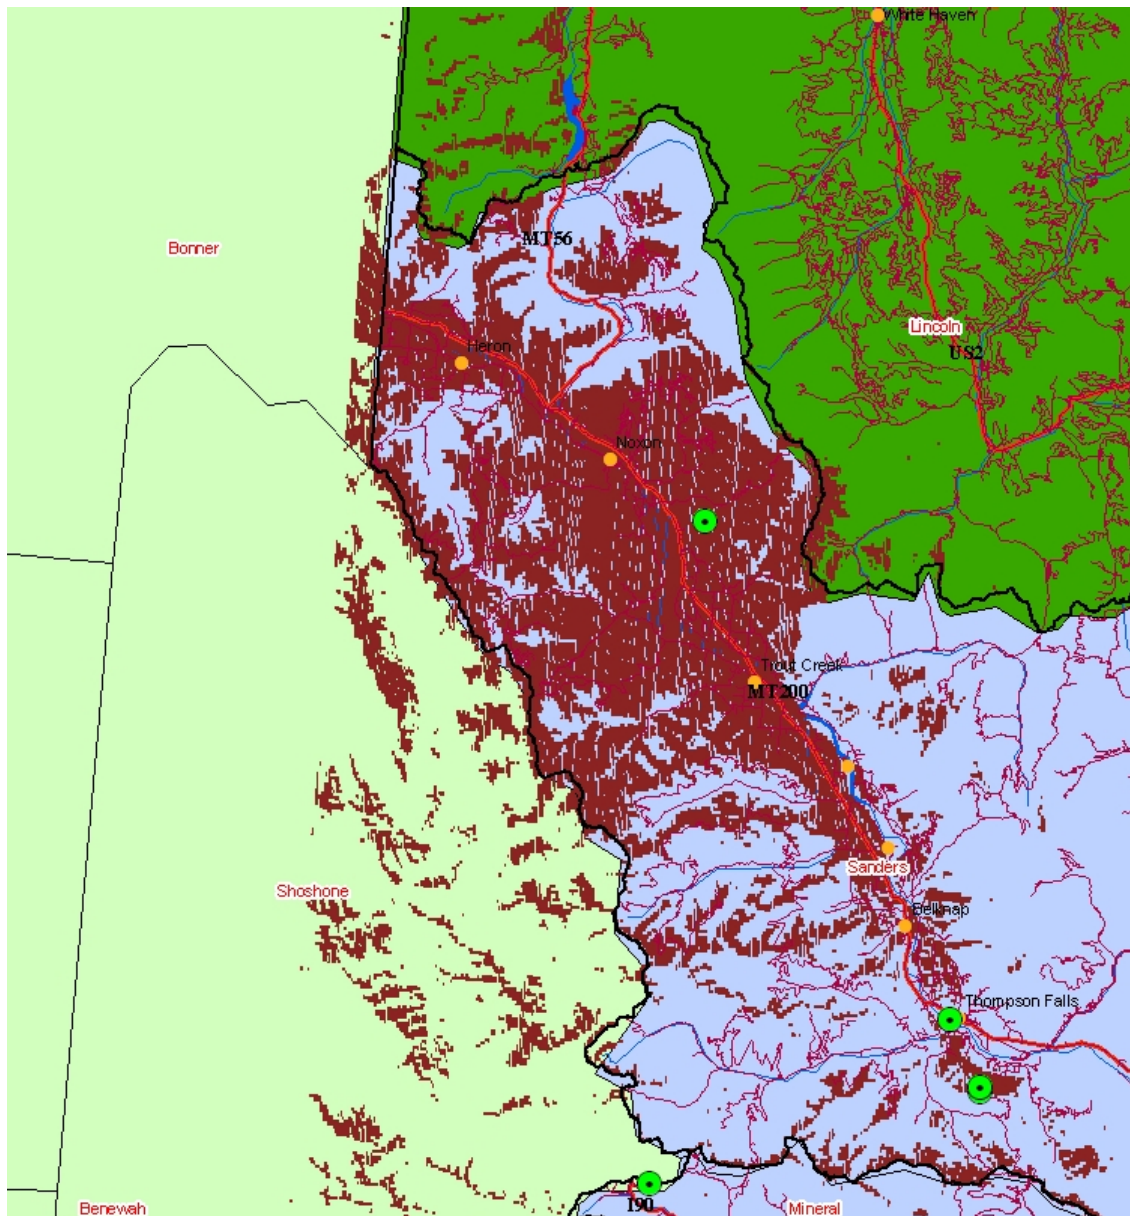 White Haven
Bonner
MT56
Lincoln
US2
Heron
Noxon
Trout Creek
MT200
Sanders
Shoshone
Belknap
Thompson Falls
I90
Benewah
Mineral